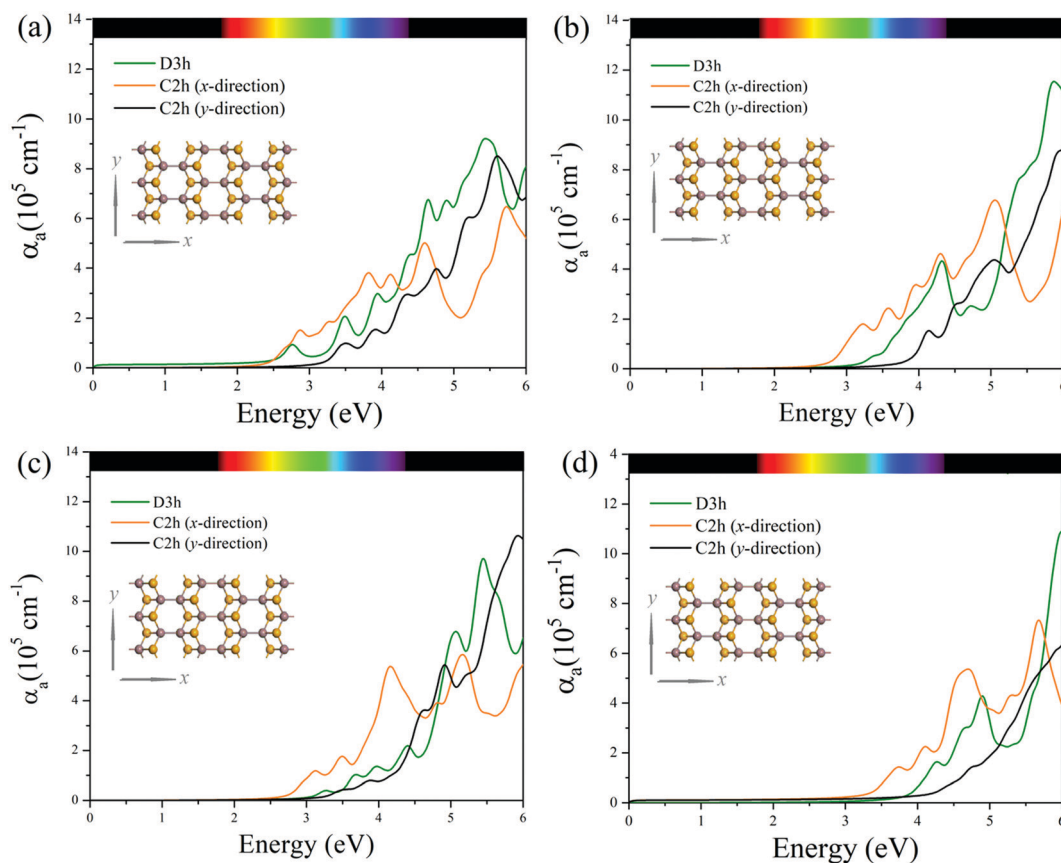 (a)
14
12
10
8
6
4
2
0
αₐ(10⁵ cm⁻¹)
D3h
C2h (x-direction)
C2h (y-direction)
y
x
0 1 2 3 4 5 6
Energy (eV)
(b)
14
12
10
8
6
4
2
0
αₐ(10⁵ cm⁻¹)
D3h
C2h (x-direction)
C2h (y-direction)
y
x
0 1 2 3 4 5 6
Energy (eV)
(c)
14
12
10
8
6
4
2
0
αₐ(10⁵ cm⁻¹)
D3h
C2h (x-direction)
C2h (y-direction)
y
x
0 1 2 3 4 5 6
Energy (eV)
(d)
4
12
10
8
6
4
2
0
αₐ(10⁵ cm⁻¹)
D3h
C2h (x-direction)
C2h (y-direction)
y
x
0 1 2 3 4 5 6
Energy (eV)